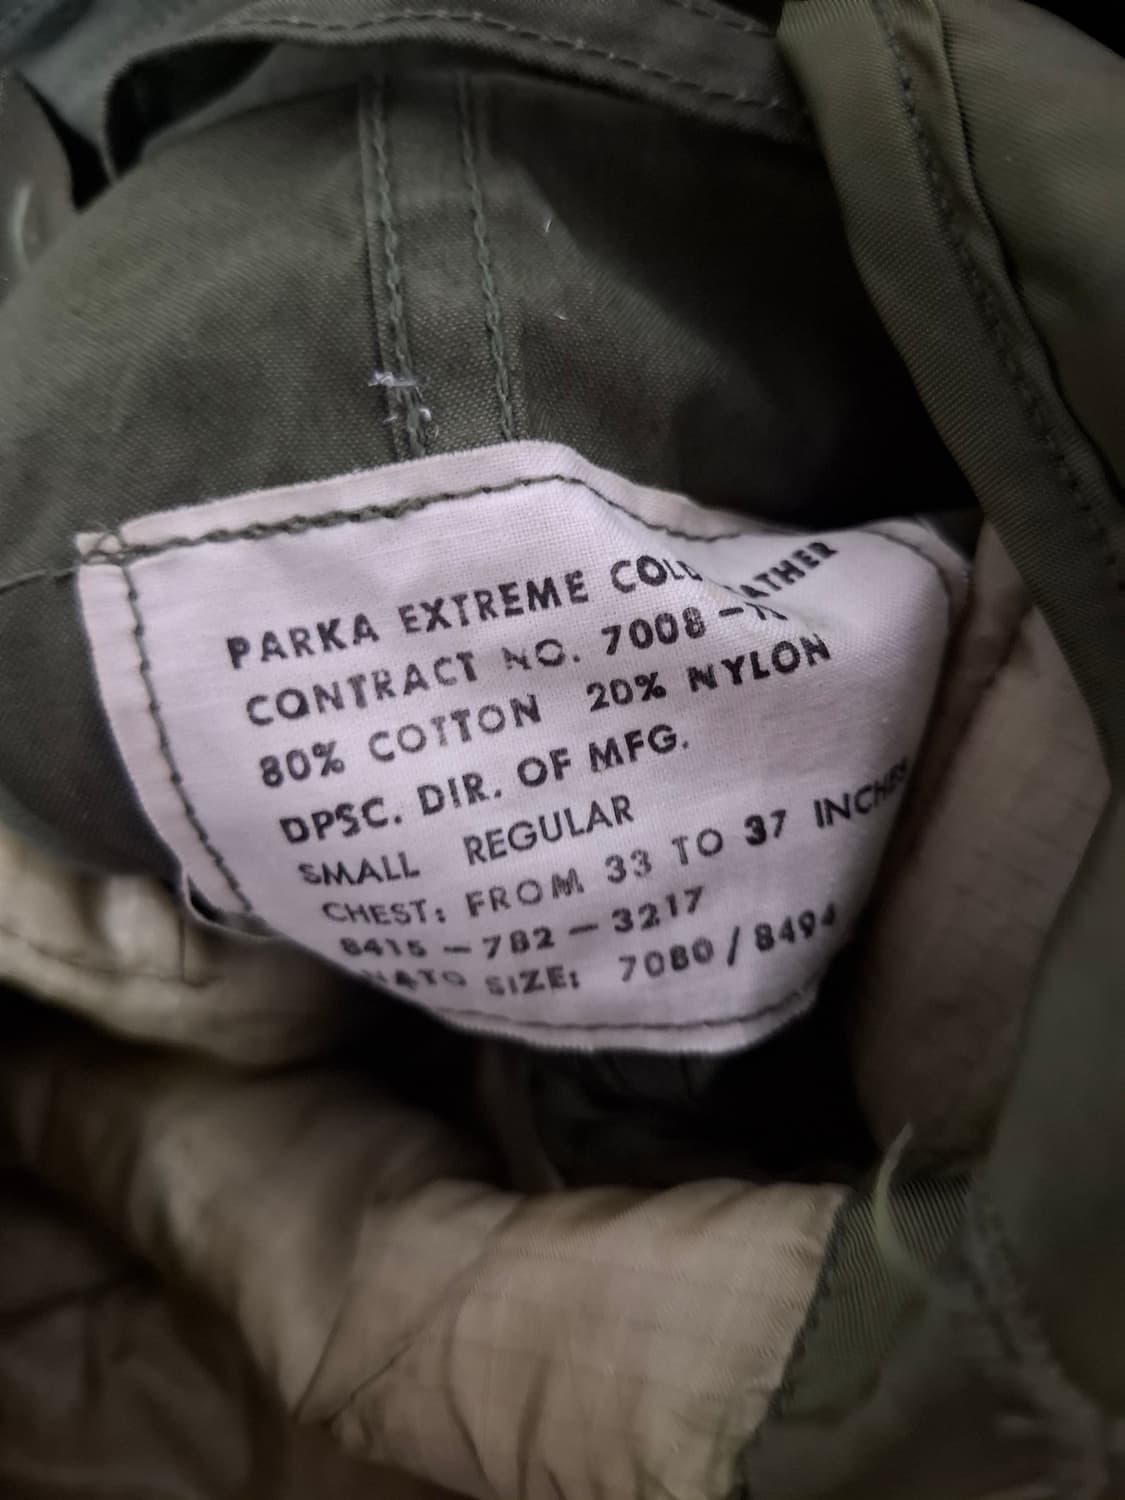 PARKA EXTREME COLD
CONTRACT NO. 7008-
80% COTTON 20% NYLON
DPSC. DIR. OF MFG.
SMALL REGULAR
CHEST: FROM 33 TO 37 INCHES
8415-782-3217
NATO SIZE: 7080/8494